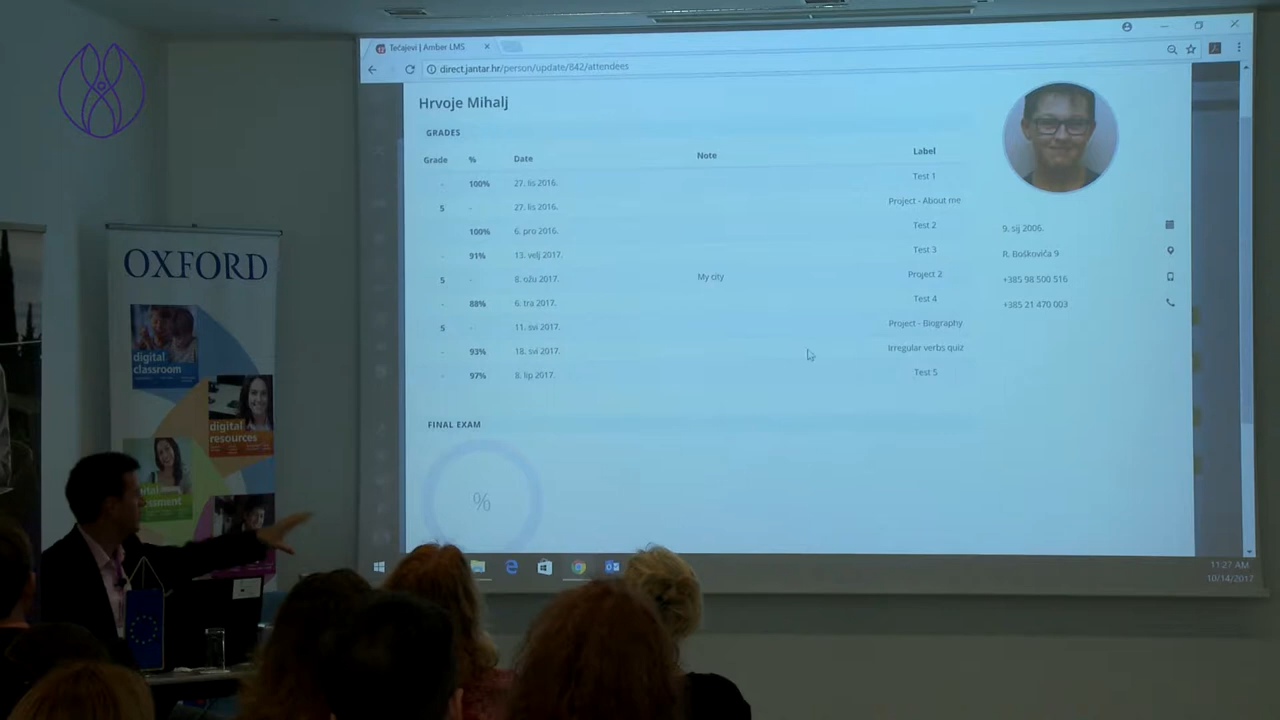 Tečajevi | Amber LMS
direct.jantar.hr/person/update/842/attendees
Hrvoje Mihalj
GRADES
Grade % Date Note Label
- 100% 27. lis 2016. Test 1
5 - 27. lis 2016. Project - About me
- 100% 6. pro 2016. Test 2
- 91% 13. velj 2017. Test 3
5 - 8. ožu 2017. My city Project 2
- 88% 6. tra 2017. Test 4
5 - 11. svi 2017. Project - Biography
- 93% 18. svi 2017. Irregular verbs quiz
- 97% 8. lip 2017. Test 5
9. sij 2006.
R. Boškovića 9
+385 98 500 516
+385 21 470 003
FINAL EXAM
%
11:27 AM
10/14/2017
OXFORD
digital
classroom
digital
resources